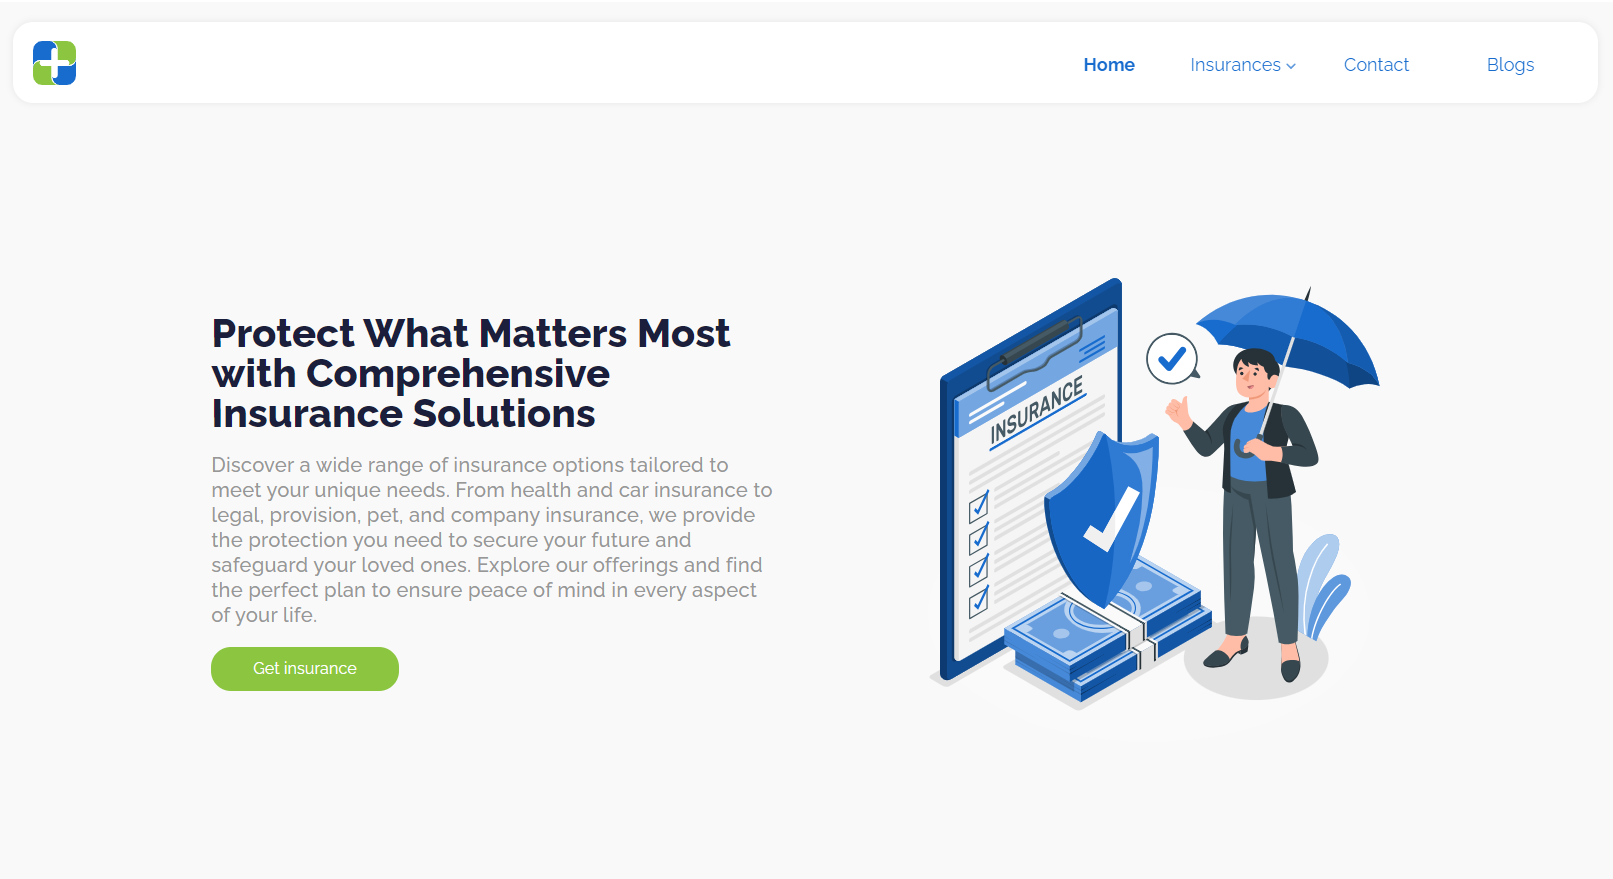 Home Insurances Contact Blogs
Protect What Matters Most
with Comprehensive
Insurance Solutions
Discover a wide range of insurance options tailored to
meet your unique needs. From health and car insurance to
legal, provision, pet, and company insurance, we provide
the protection you need to secure your future and
safeguard your loved ones. Explore our offerings and find
the perfect plan to ensure peace of mind in every aspect
of your life.
Get insurance
INSURANCE